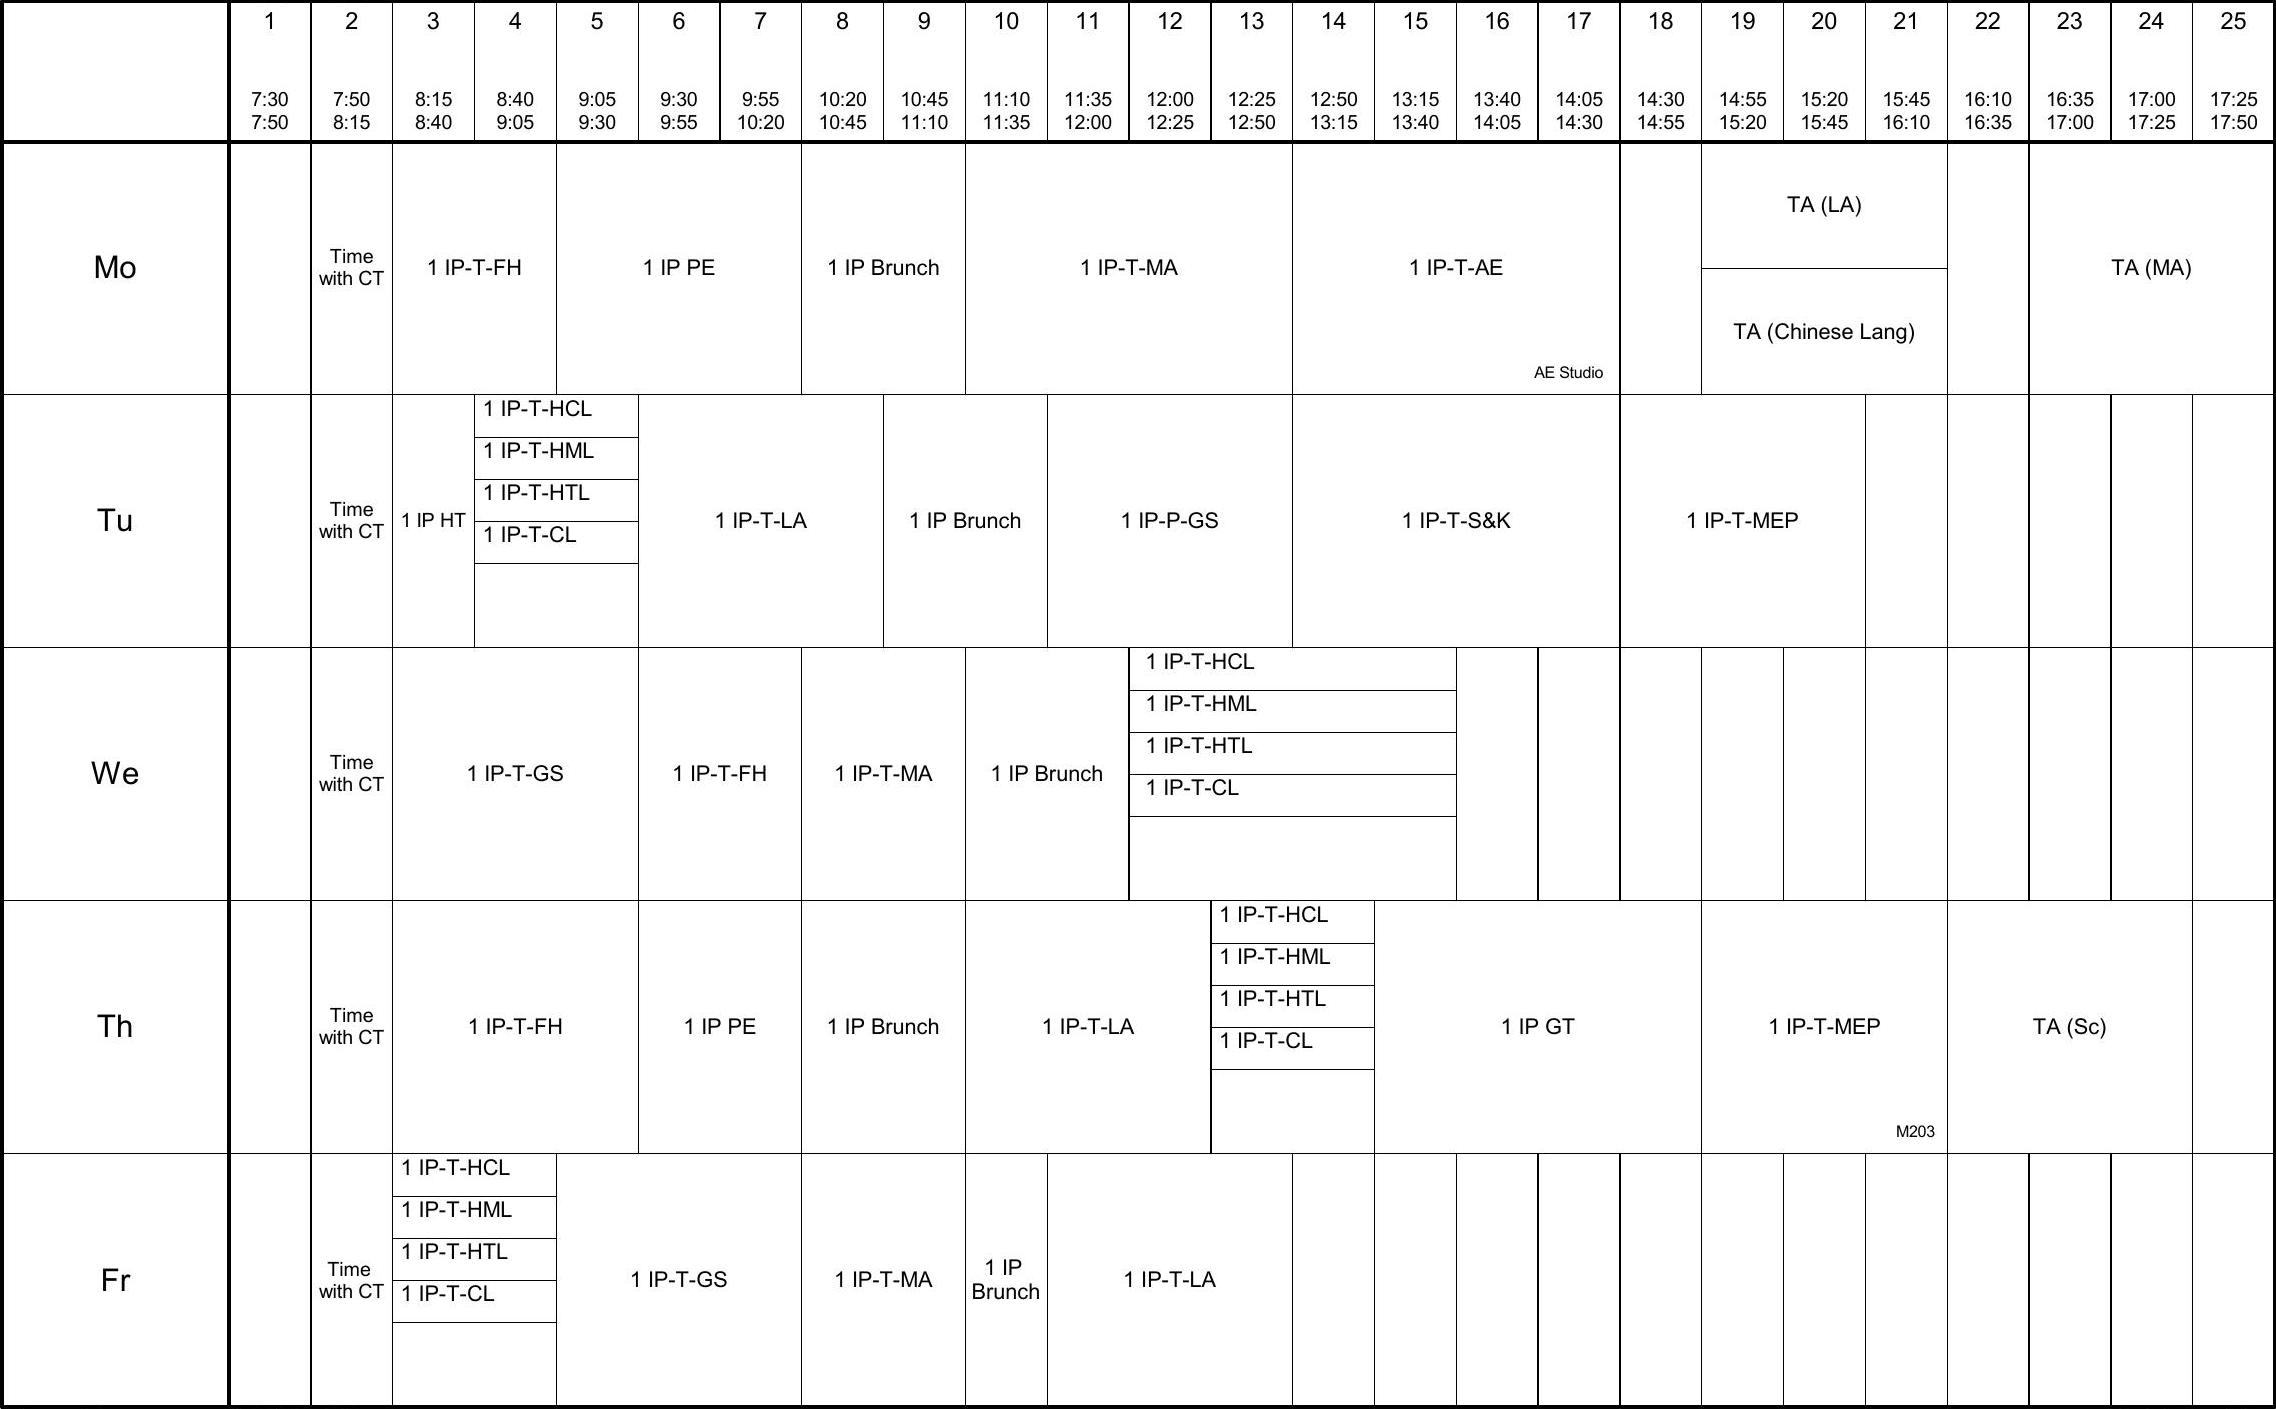 1 2 3 4 5 6 7 8 9 10 11 12 13 14 15 16 17 18 19 20 21 22 23 24 25
7:30 7:50 8:15 8:40 9:05 9:30 9:55 10:20 10:45 11:10 11:35 12:00 12:25 12:50 13:15 13:40 14:05 14:30 14:55 15:20 15:45 16:10 16:35 17:00 17:25
7:50 8:15 8:40 9:05 9:30 9:55 10:20 10:45 11:10 11:35 12:00 12:25 12:50 13:15 13:40 14:05 14:30 14:55 15:20 15:45 16:10 16:35 17:00 17:25 17:50
Mo
Time
with CT
1 IP-T-FH
1 IP PE
1 IP Brunch
1 IP-T-MA
1 IP-T-AE
AE Studio
TA (LA)
TA (Chinese Lang)
TA (MA)
Tu
Time
with CT
1 IP HT
1 IP-T-HCL
1 IP-T-HML
1 IP-T-HTL
1 IP-T-CL
1 IP-T-LA
1 IP Brunch
1 IP-P-GS
1 IP-T-S&K
1 IP-T-MEP
We
Time
with CT
1 IP-T-GS
1 IP-T-FH
1 IP-T-MA
1 IP Brunch
1 IP-T-HCL
1 IP-T-HML
1 IP-T-HTL
1 IP-T-CL
Th
Time
with CT
1 IP-T-FH
1 IP PE
1 IP Brunch
1 IP-T-LA
1 IP-T-HCL
1 IP-T-HML
1 IP-T-HTL
1 IP-T-CL
1 IP GT
1 IP-T-MEP
M203
TA (Sc)
Fr
Time
with CT
1 IP-T-HCL
1 IP-T-HML
1 IP-T-HTL
1 IP-T-CL
1 IP-T-GS
1 IP-T-MA
1 IP
Brunch
1 IP-T-LA